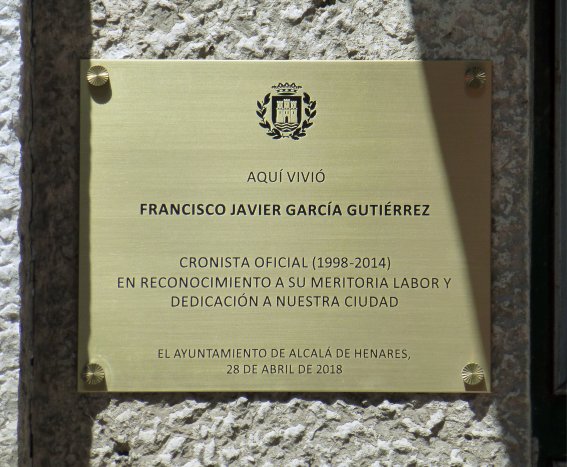 AQUÍ VIVIÓ
FRANCISCO JAVIER GARCÍA GUTIÉRREZ
CRONISTA OFICIAL (1998-2014)
EN RECONOCIMIENTO A SU MERITORIA LABOR Y
DEDICACIÓN A NUESTRA CIUDAD
EL AYUNTAMIENTO DE ALCALÁ DE HENARES,
28 DE ABRIL DE 2018